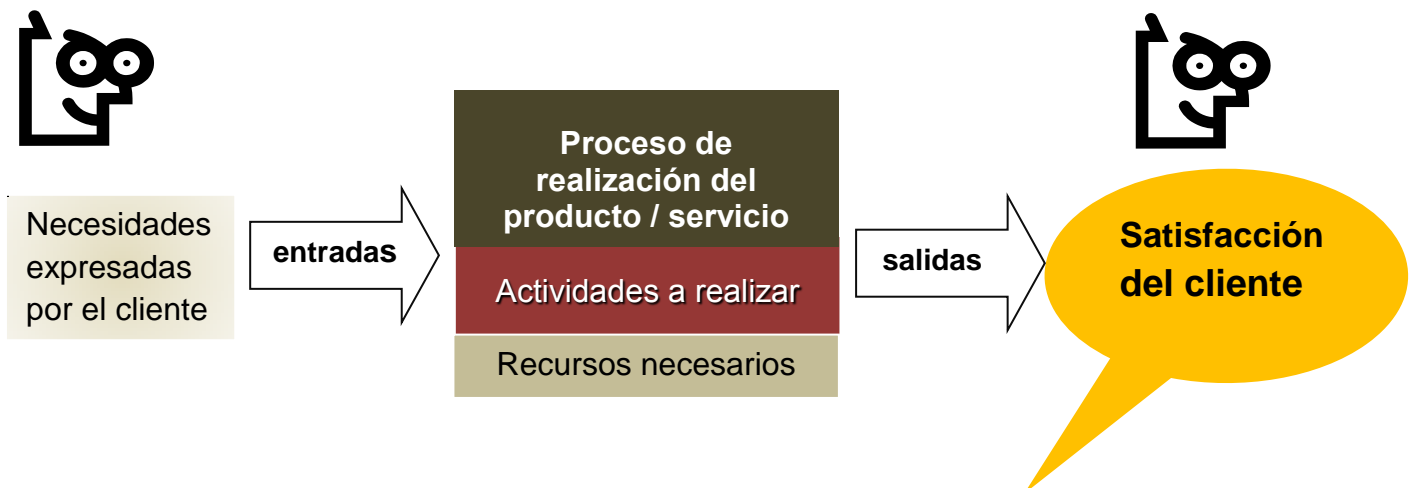 Necesidades
expresadas
por el cliente
entradas
Proceso de
realización del
producto / servicio
Actividades a realizar
Recursos necesarios
salidas
Satisfacción
del cliente